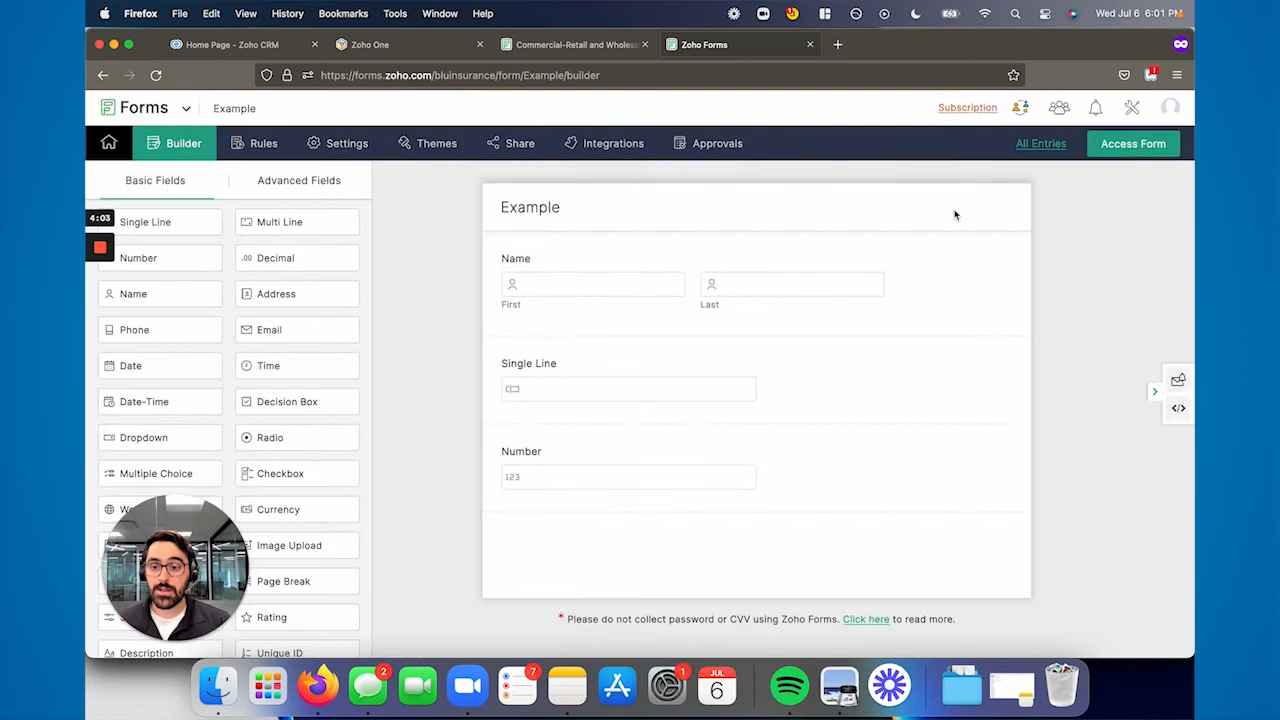 Firefox File Edit View History Bookmarks Tools Window Help Wed Jul 6 6:01 PM
Home Page - Zoho CRM Zoho One Commercial-Retail and Wholesa Zoho Forms
https://forms.zoho.com/bluinsurance/form/Example/builder
Forms Example Subscription
Builder Rules Settings Themes Share Integrations Approvals All Entries Access Form
Basic Fields Advanced Fields
4:03
Single Line Multi Line
Number .00 Decimal
Name Address
Phone Email
Date Time
Date-Time Decision Box
Dropdown Radio
Multiple Choice Checkbox
Currency
Image Upload
Page Break
Rating
Description Unique ID
Example
Name
First Last
Single Line
Number
123
* Please do not collect password or CVV using Zoho Forms. Click here to read more.
2 7 1 JUL 6